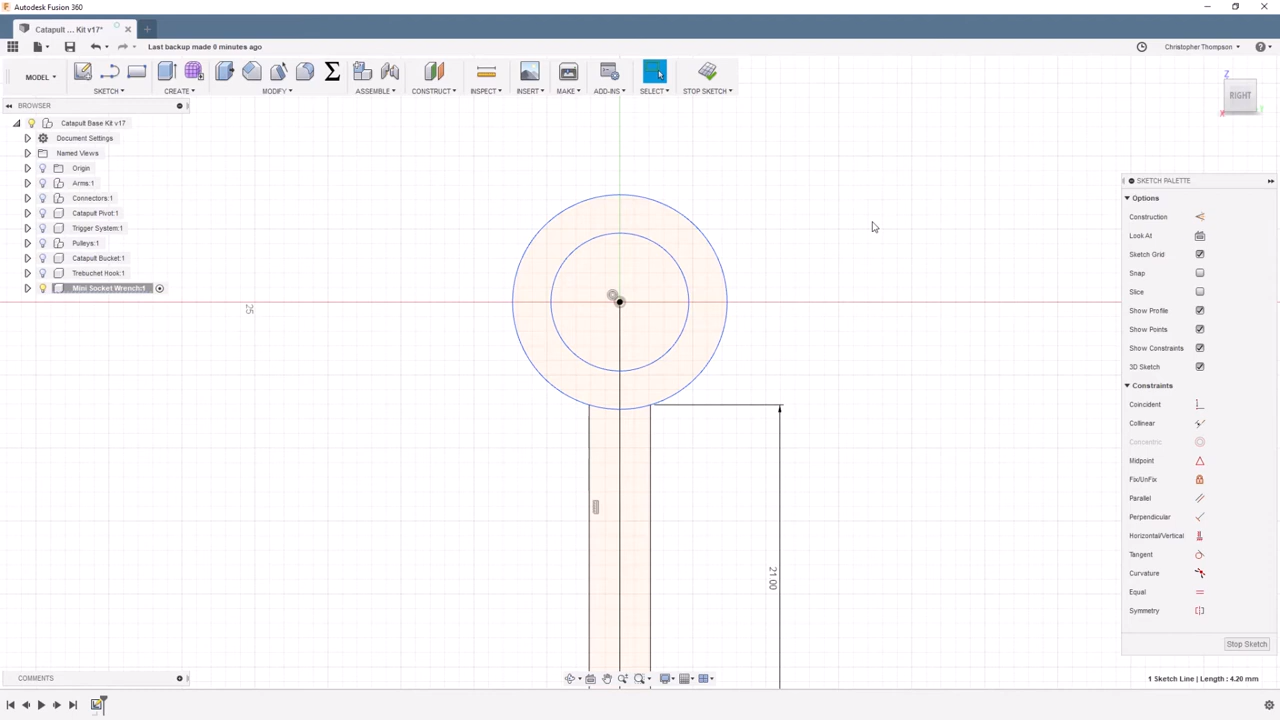 Autodesk Fusion 360
Catapult ... Kit v17*
Last backup made 0 minutes ago
Christopher Thompson
MODEL
SKETCH
CREATE
MODIFY
ASSEMBLE
CONSTRUCT
INSPECT
INSERT
MAKE
ADD-INS
SELECT
STOP SKETCH
BROWSER
Catapult Base Kit v17
Document Settings
Named Views
Origin
Arms:1
Connectors:1
Catapult Pivot:1
Trigger System:1
Pulleys:1
Catapult Bucket:1
Trebuchet Hook:1
Mini Socket Wrench:1
25
21.00
Z
RIGHT
X
Y
SKETCH PALETTE
Options
Construction
Look At
Sketch Grid
Snap
Slice
Show Profile
Show Points
Show Constraints
3D Sketch
Constraints
Coincident
Collinear
Concentric
Midpoint
Fix/UnFix
Parallel
Perpendicular
Horizontal/Vertical
Tangent
Curvature
Equal
Symmetry
Stop Sketch
COMMENTS
1 Sketch Line | Length : 4.20 mm